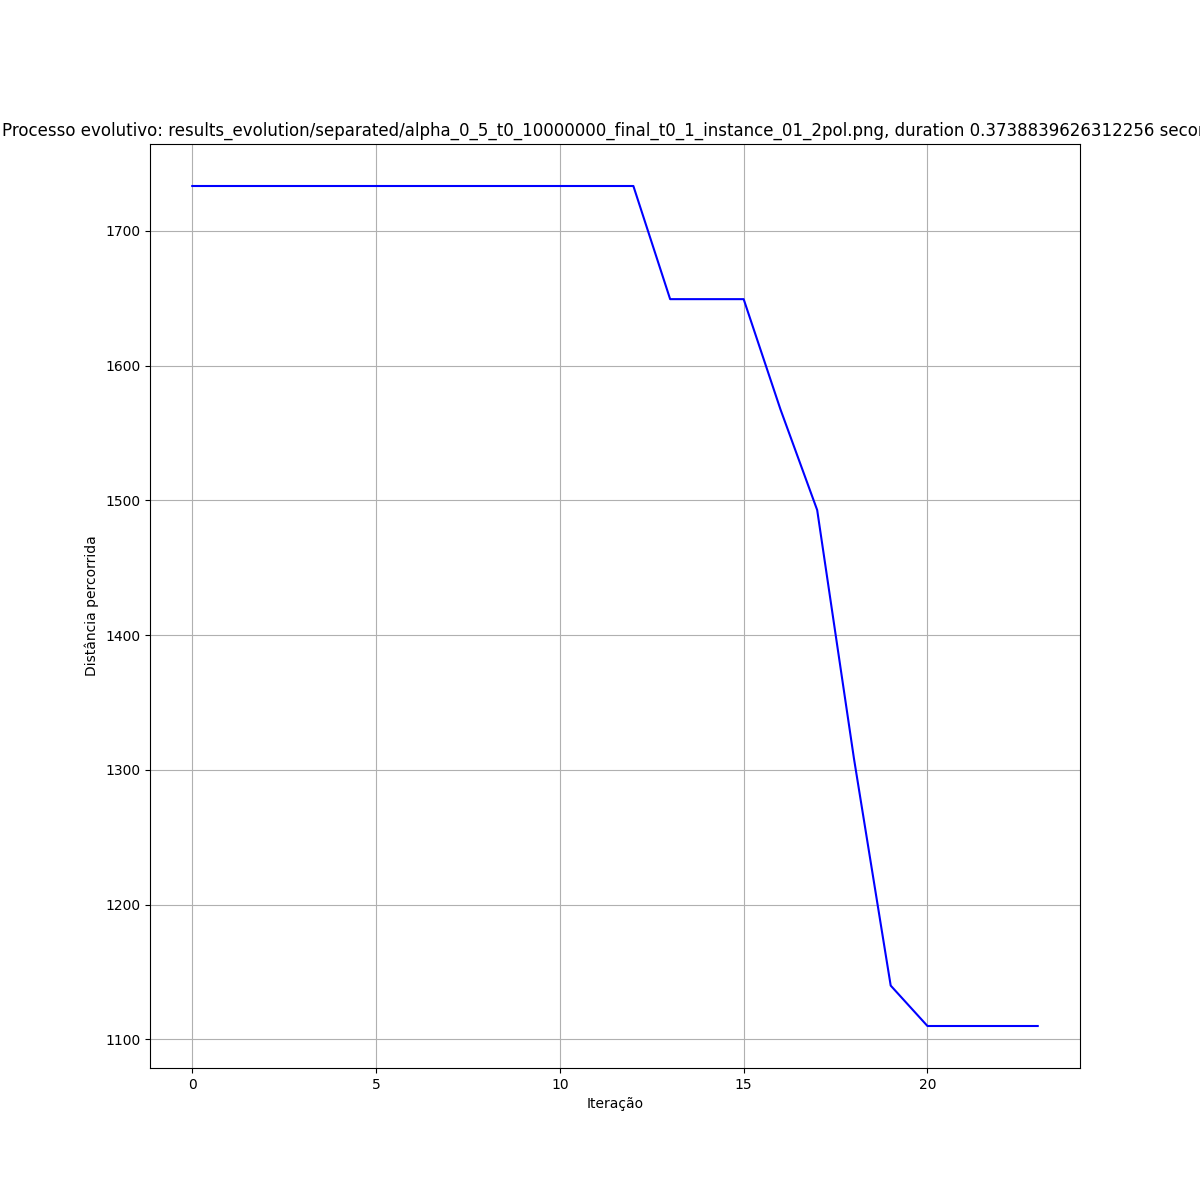 Processo evolutivo: results_evolution/separated/alpha_0_5_t0_10000000_final_t0_1_instance_01_2pol.png, duration 0.3738839626312256 secon
1700
1600
1500
1400
1300
1200
1100
Distância percorrida
0 5 10 15 20
Iteração